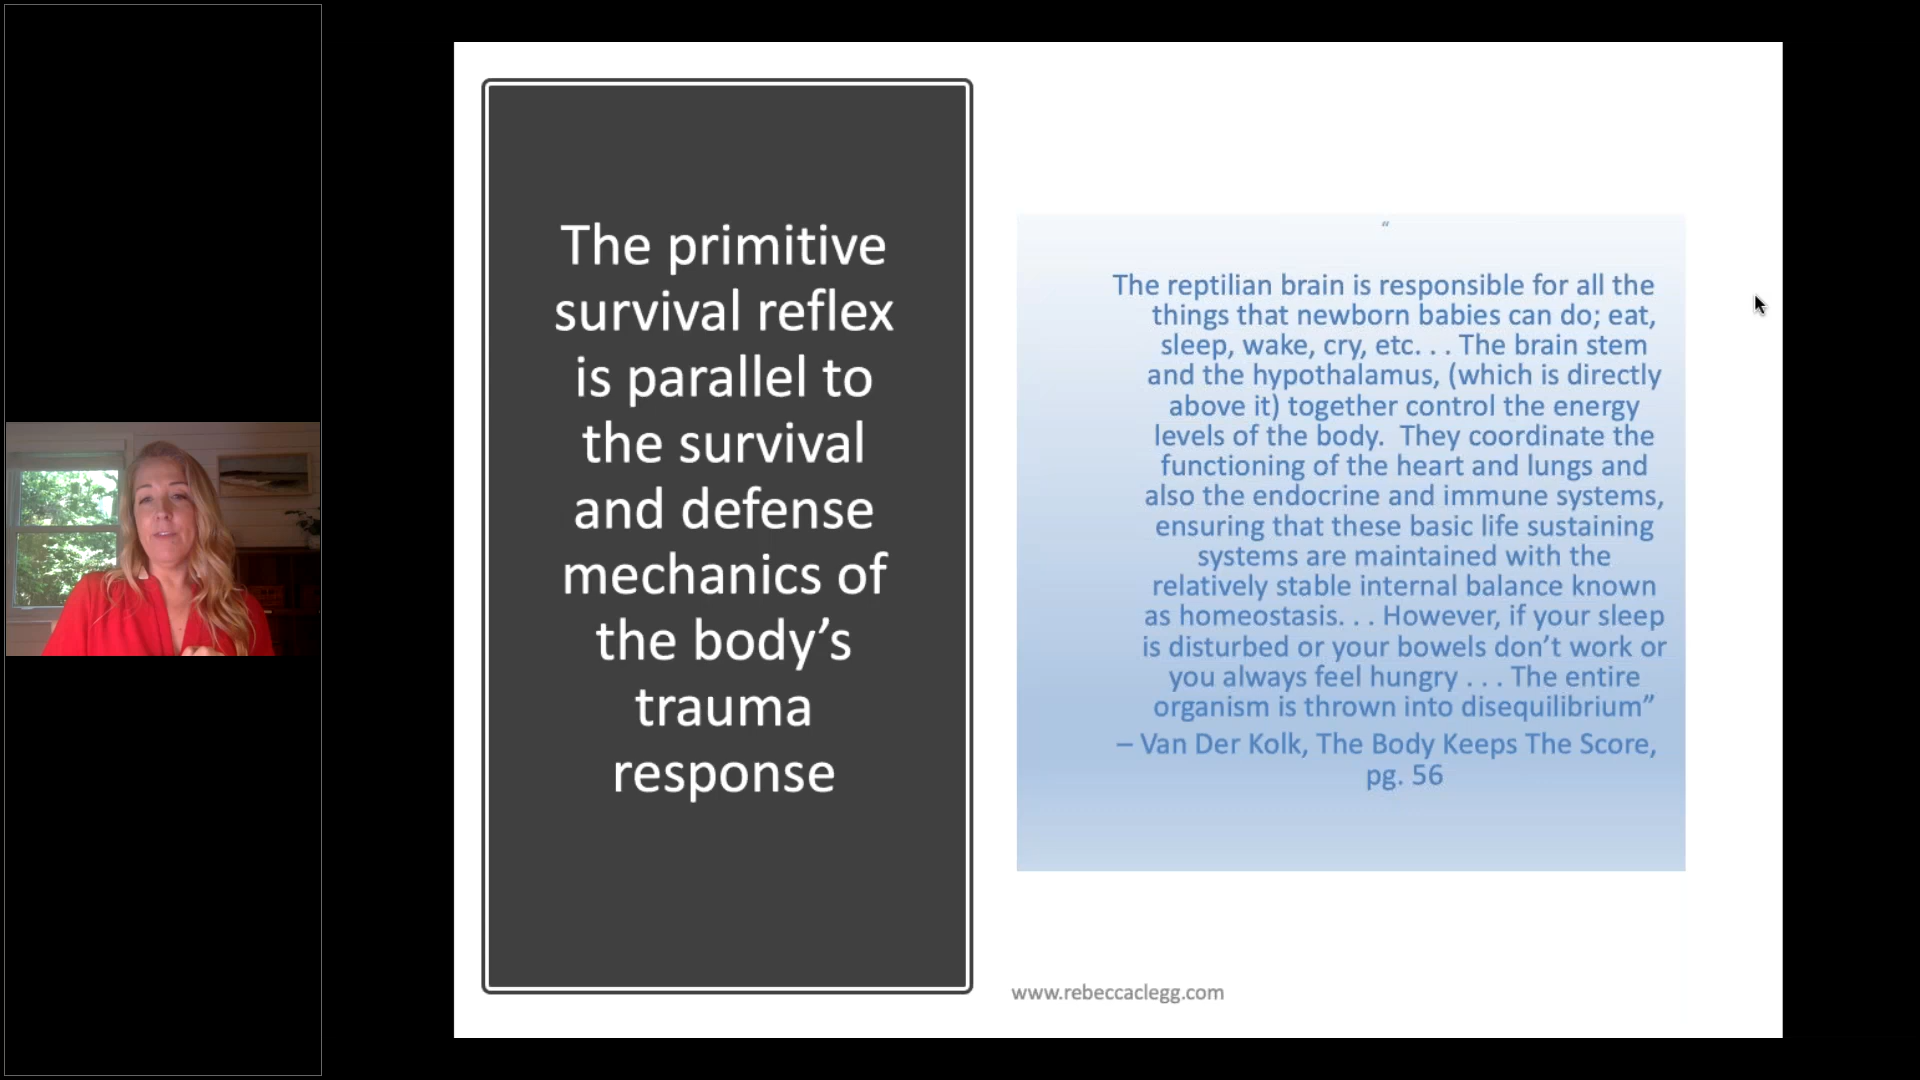 The primitive
survival reflex
is parallel to
the survival
and defense
mechanics of
the body’s
trauma
response
“
The reptilian brain is responsible for all the
things that newborn babies can do; eat,
sleep, wake, cry, etc. . . The brain stem
and the hypothalamus, (which is directly
above it) together control the energy
levels of the body.  They coordinate the
functioning of the heart and lungs and
also the endocrine and immune systems,
ensuring that these basic life sustaining
systems are maintained with the
relatively stable internal balance known
as homeostasis. . . However, if your sleep
is disturbed or your bowels don’t work or
you always feel hungry . . . The entire
organism is thrown into disequilibrium”
– Van Der Kolk, The Body Keeps The Score,
pg. 56
www.rebeccaclegg.com